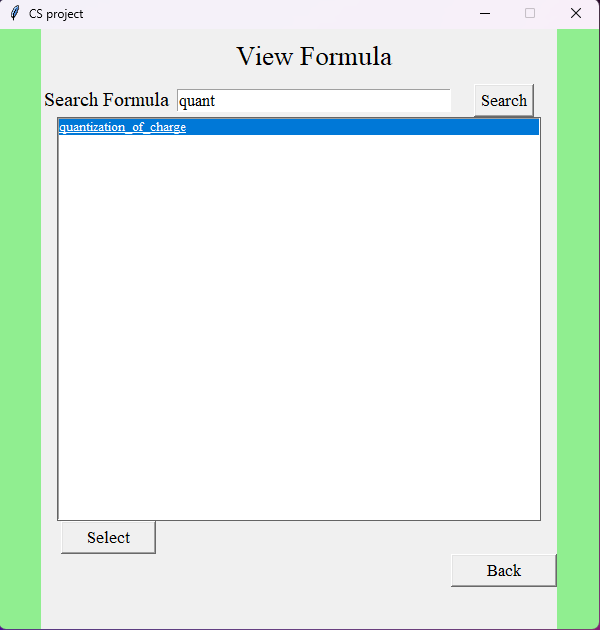 CS project
View Formula
Search Formula quant Search
quantization_of_charge
Select
Back